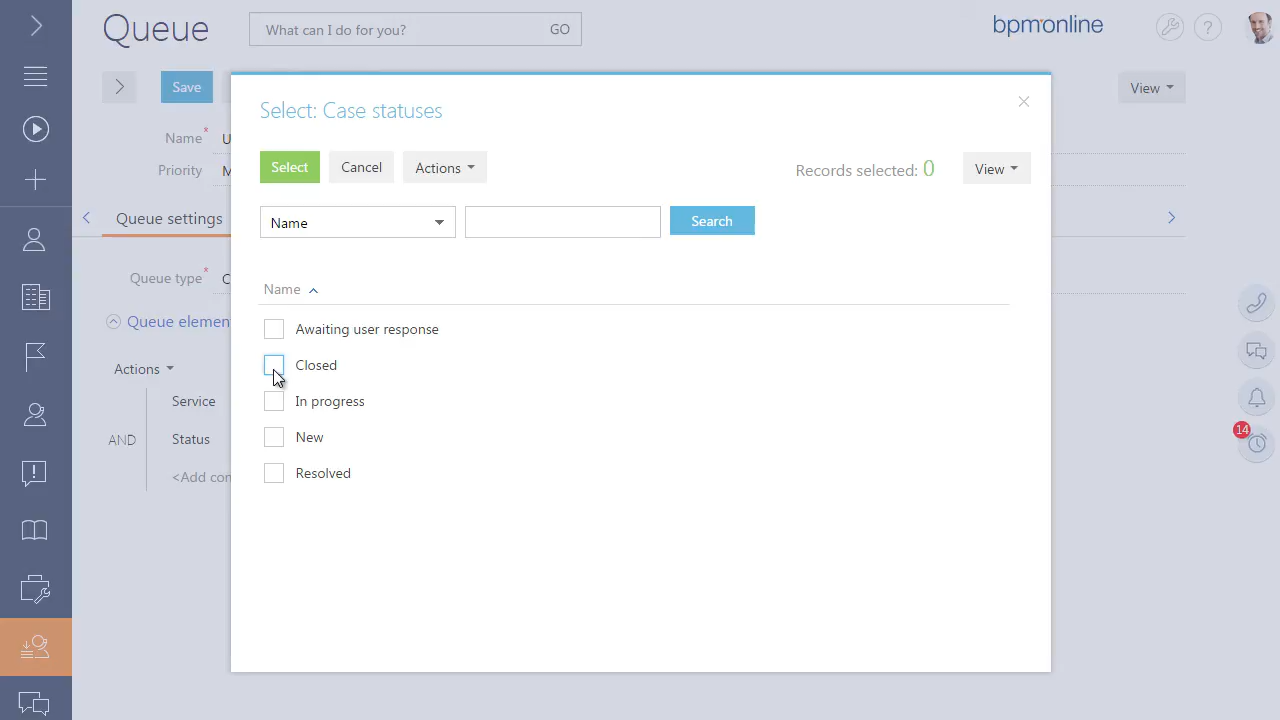 Queue
What can I do for you? GO
bpmonline
Save
View
Name*
U
Priority
M
Queue settings
Queue type*
C
Queue elemen
Actions
Service
AND
Status
<Add con
Select: Case statuses
Select Cancel Actions
Records selected: 0
View
Name
Search
Name
Awaiting user response
Closed
In progress
New
Resolved
14